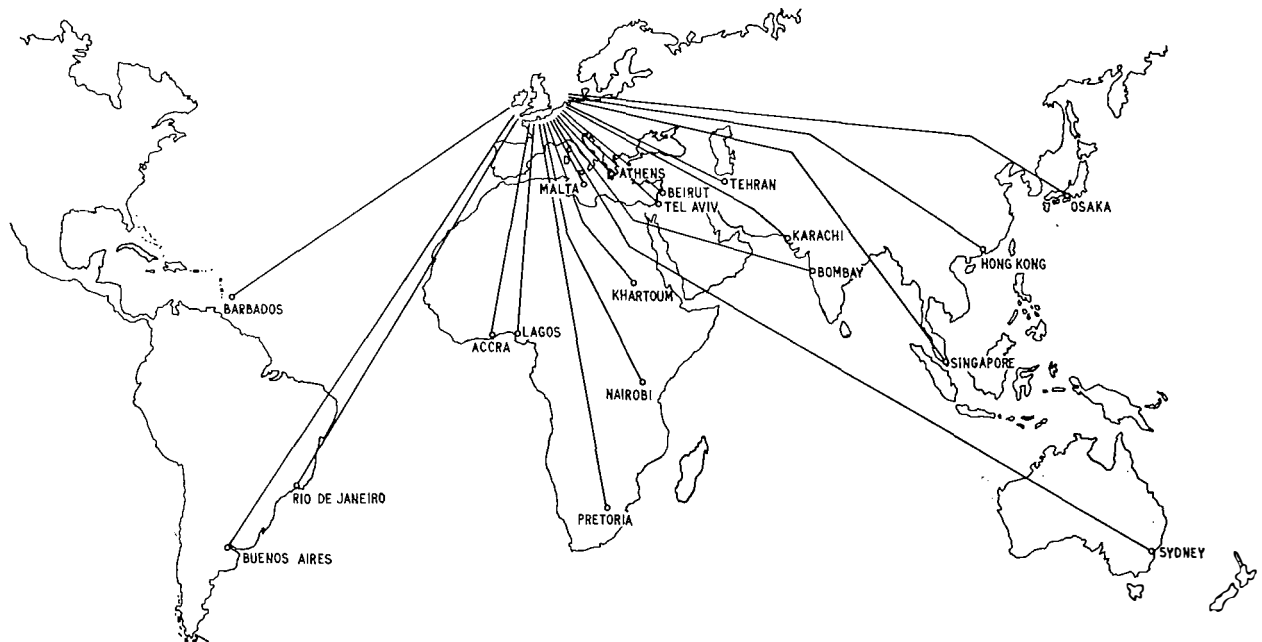 ATHENS
MALTA
TEHRAN
BEIRUT
TEL AVIV
OSAKA
KARACHI
HONG KONG
BOMBAY
KHARTOUM
BARBADOS
LAGOS
ACCRA
SINGAPORE
NAIROBI
RIO DE JANEIRO
PRETORIA
BUENOS AIRES
SYDNEY